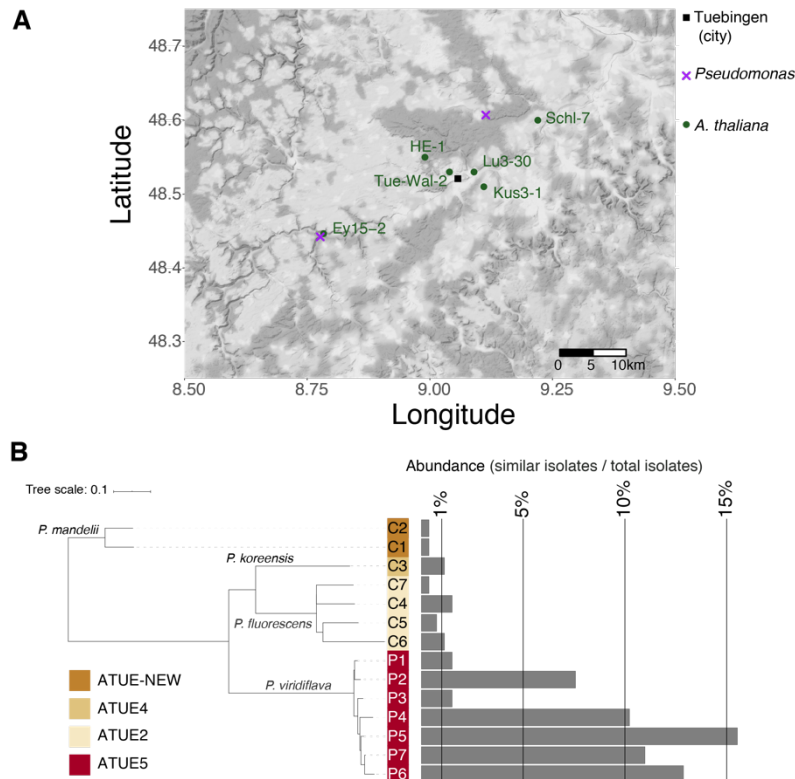 A
Latitude
48.7
48.6
48.5
48.4
48.3
8.50
8.75
9.00
9.25
9.50
Longitude
HE-1
Tue-Wal-2
Lu3-30
Kus3-1
Schl-7
Ey15–2
0 5 10km
Tuebingen
(city)
Pseudomonas
A. thaliana
B
Abundance (similar isolates / total isolates)
Tree scale: 0.1
1%
5%
10%
15%
P. mandelii
P. koreensis
P. fluorescens
P. viridiflava
C2
C1
C3
C7
C4
C5
C6
P1
P2
P3
P4
P5
P7
P6
ATUE-NEW
ATUE4
ATUE2
ATUE5